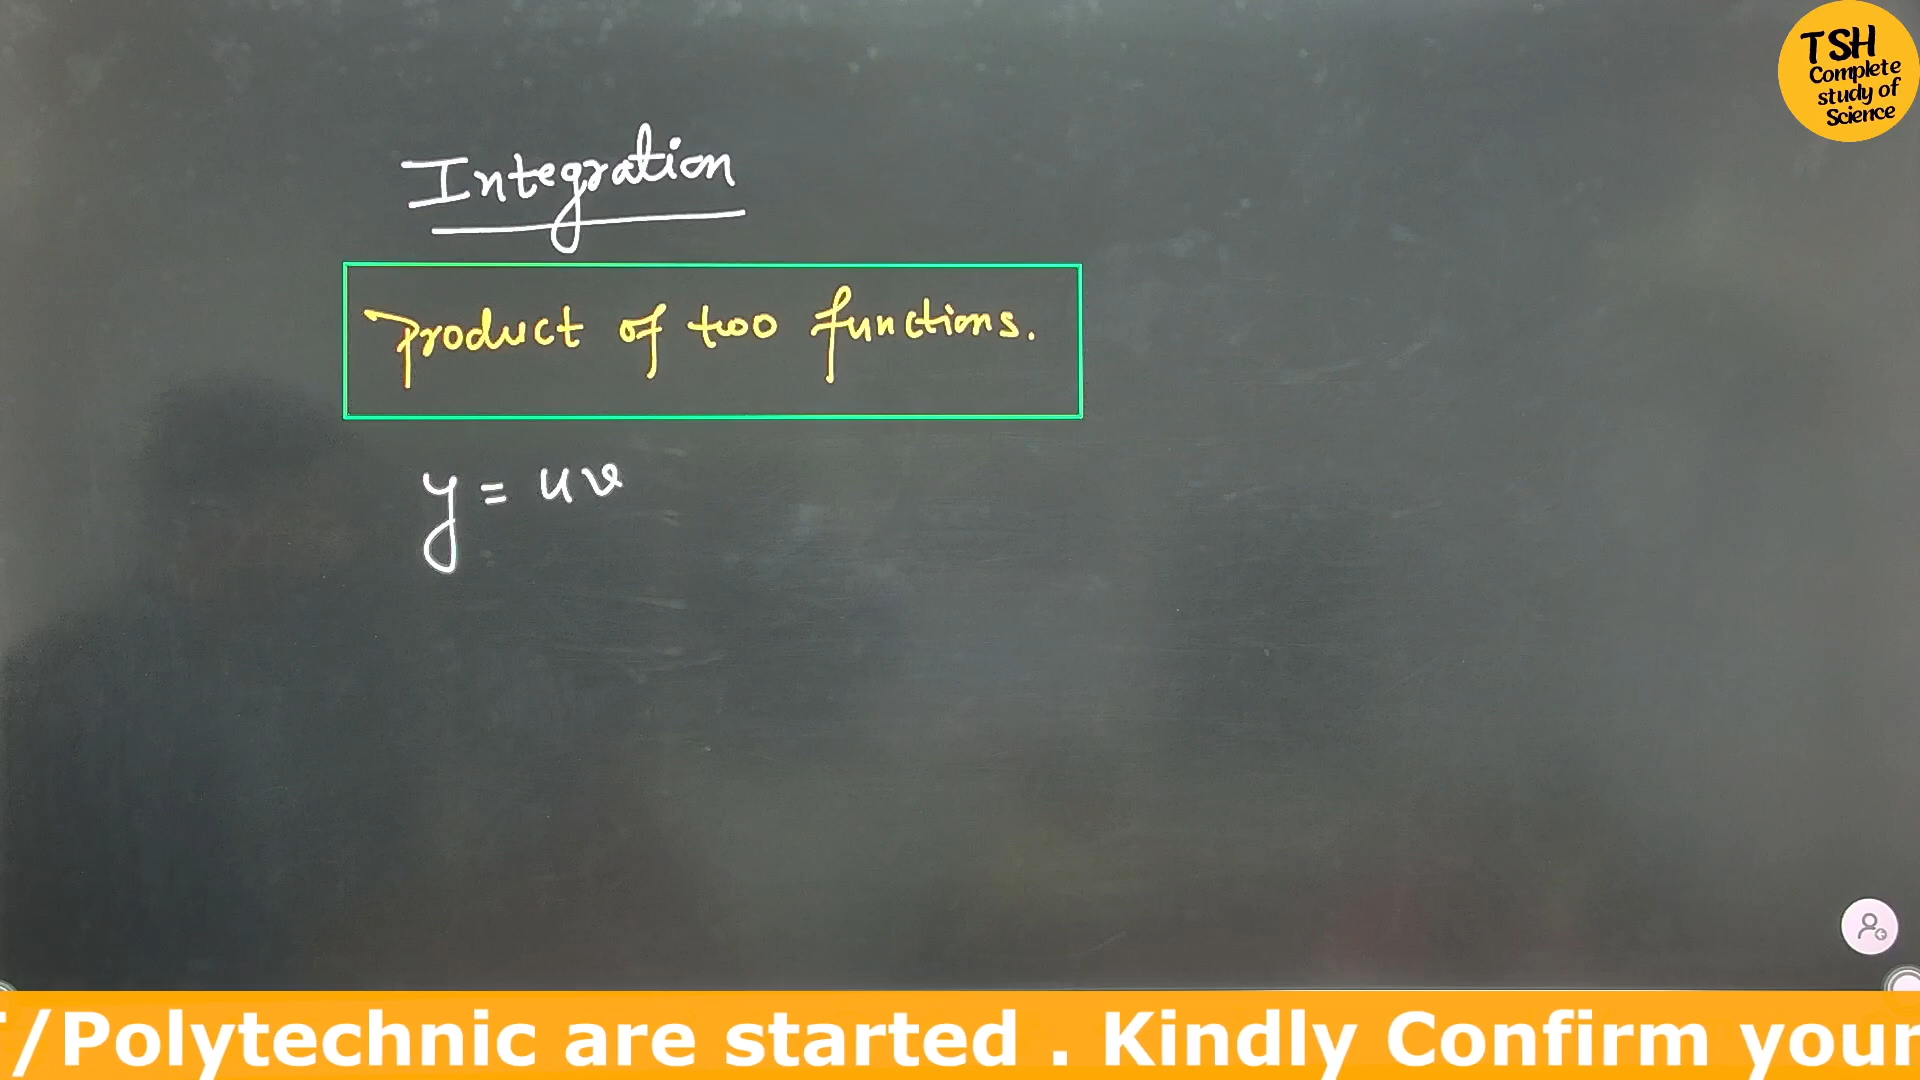 TSH
Complete
study of
Science
Integration
product of two functions.
y = uv
/Polytechnic are started . Kindly Confirm your